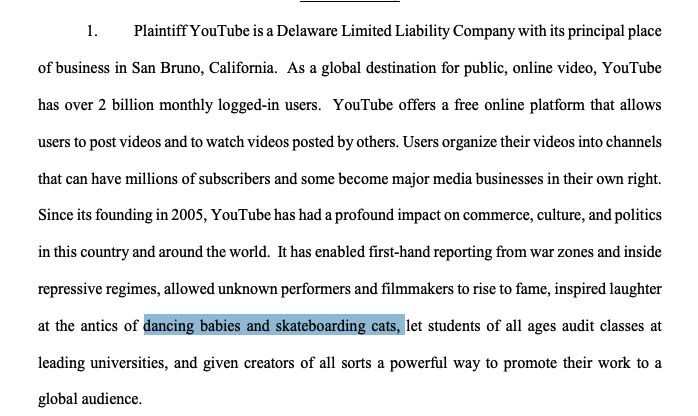 1. Plaintiff YouTube is a Delaware Limited Liability Company with its principal place
of business in San Bruno, California. As a global destination for public, online video, YouTube
has over 2 billion monthly logged-in users. YouTube offers a free online platform that allows
users to post videos and to watch videos posted by others. Users organize their videos into channels
that can have millions of subscribers and some become major media businesses in their own right.
Since its founding in 2005, YouTube has had a profound impact on commerce, culture, and politics
in this country and around the world. It has enabled first-hand reporting from war zones and inside
repressive regimes, allowed unknown performers and filmmakers to rise to fame, inspired laughter
at the antics of dancing babies and skateboarding cats, let students of all ages audit classes at
leading universities, and given creators of all sorts a powerful way to promote their work to a
global audience.